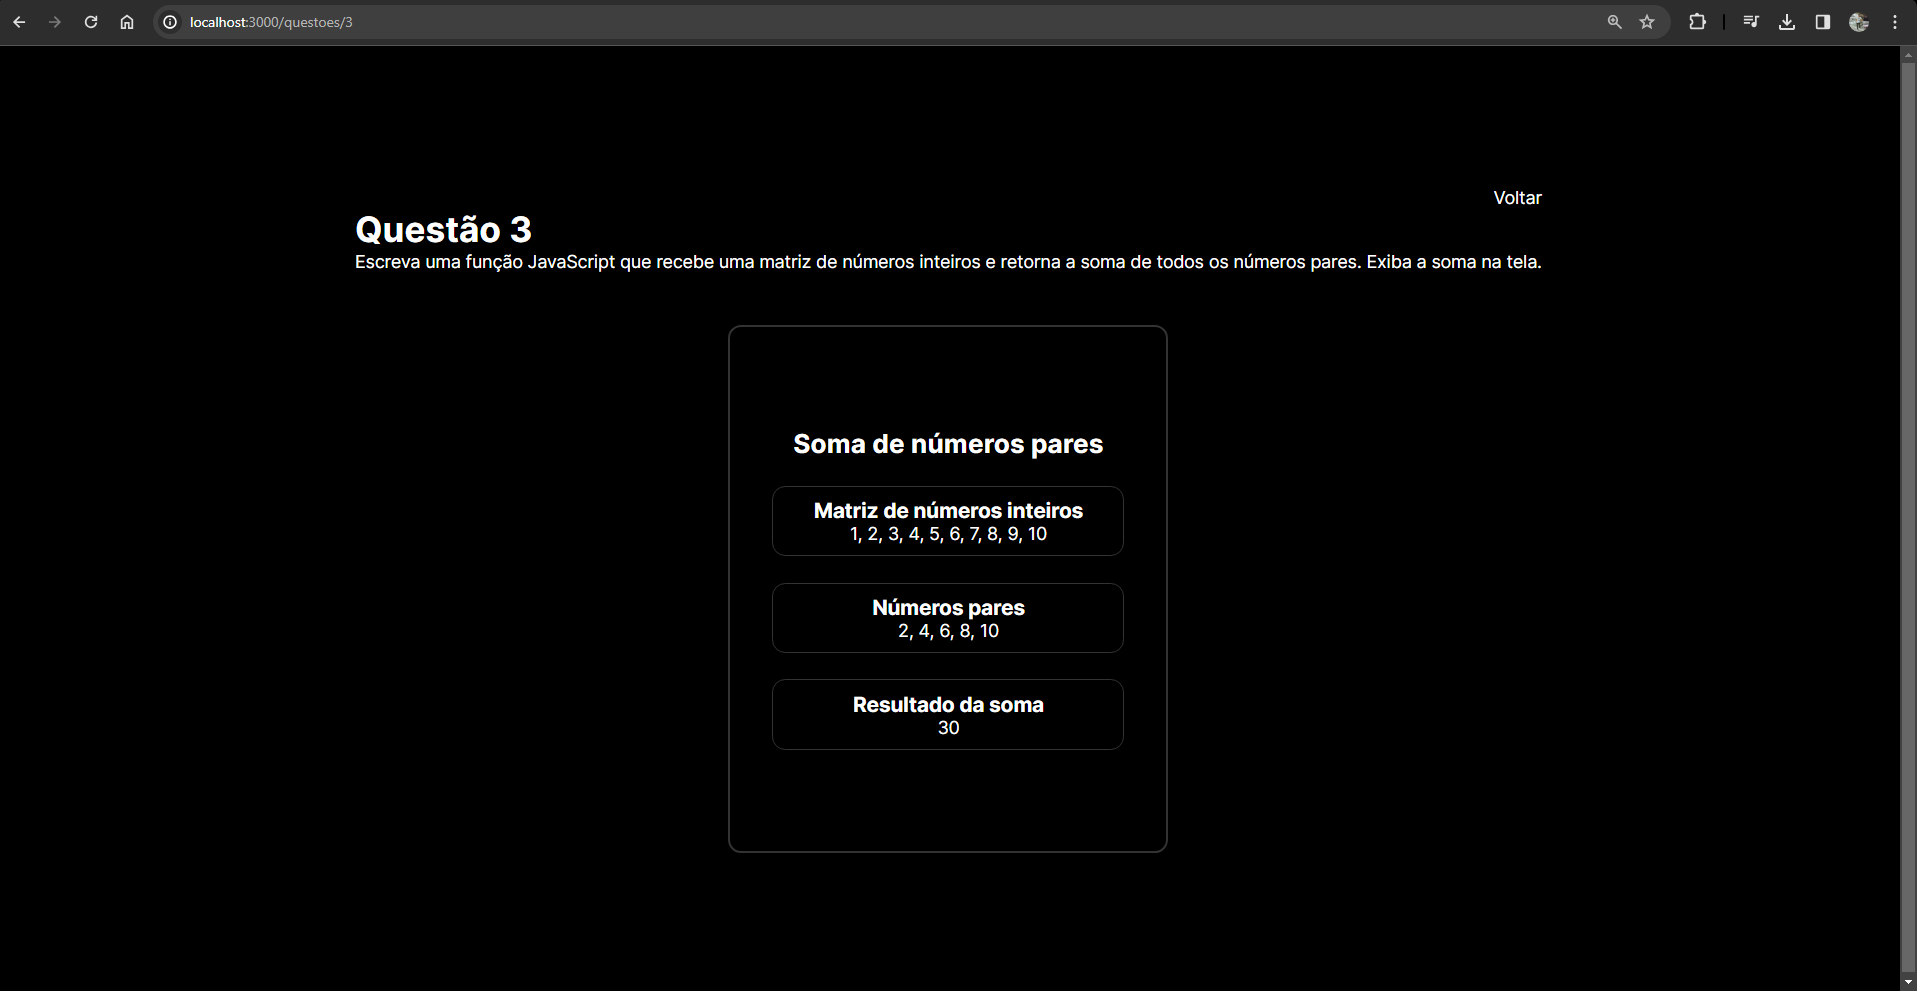 localhost:3000/questoes/3
Voltar
Questão 3
Escreva uma função JavaScript que recebe uma matriz de números inteiros e retorna a soma de todos os números pares. Exiba a soma na tela.
Soma de números pares
Matriz de números inteiros
1, 2, 3, 4, 5, 6, 7, 8, 9, 10
Números pares
2, 4, 6, 8, 10
Resultado da soma
30